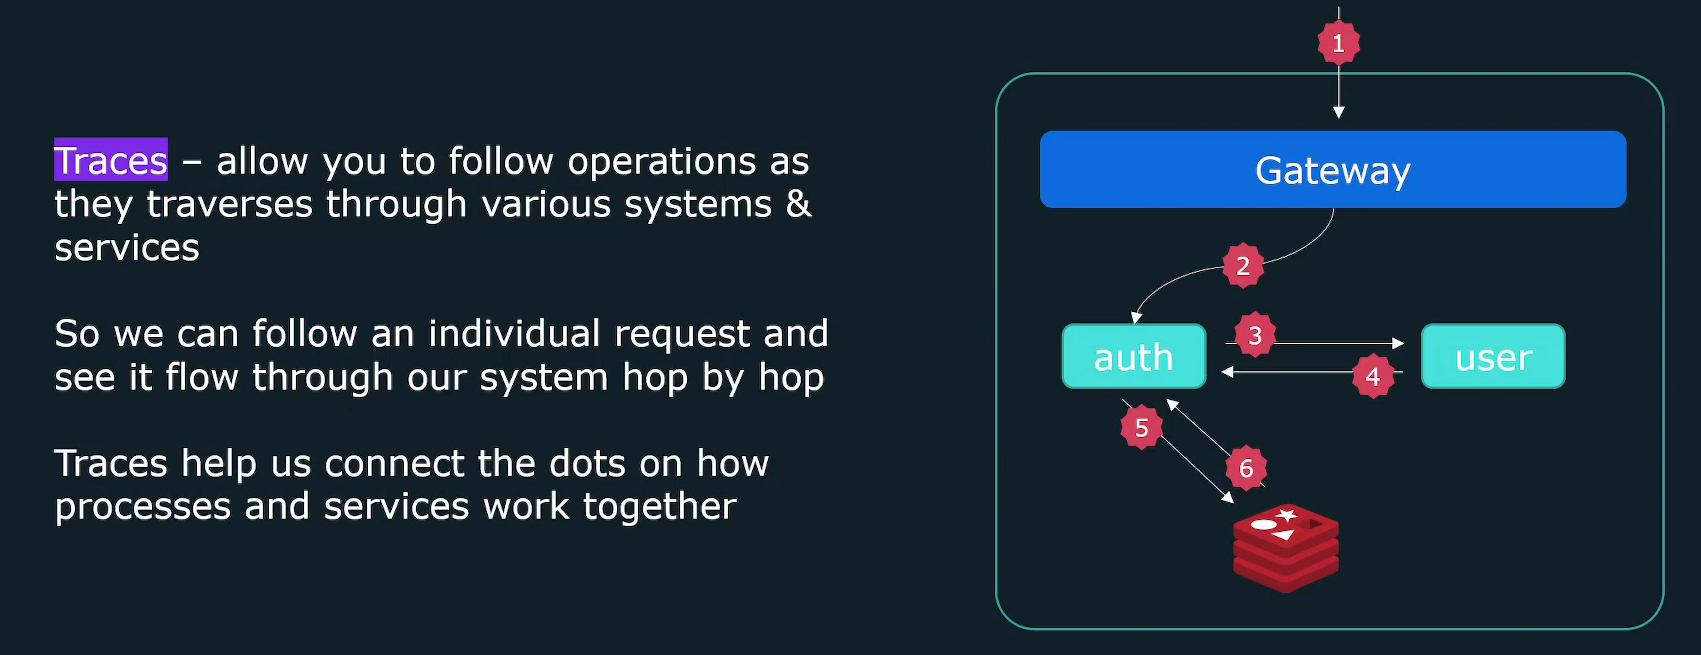 Traces – allow you to follow operations as
they traverses through various systems &
services
So we can follow an individual request and
see it flow through our system hop by hop
Traces help us connect the dots on how
processes and services work together
1
Gateway
2
3
auth
user
4
5
6